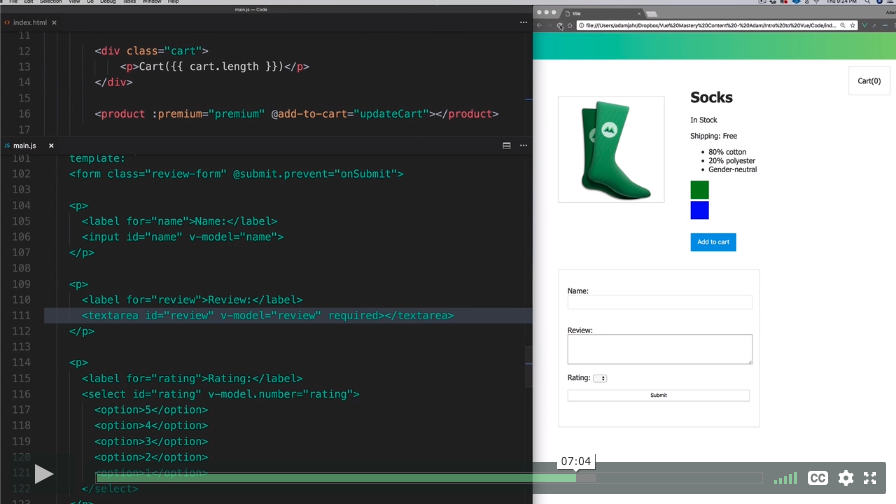 View Go Debug Window Help
main.js — Code
Thu 9:24 PM
index.html ×
11
12 <div class="cart">
13 <p>Cart({{ cart.length }})</p>
14 </div>
15
16 <product :premium="premium" @add-to-cart="updateCart"></product>
17
main.js ×
101 template:
102 <form class="review-form" @submit.prevent="onSubmit">
103
104 <p>
105 <label for="name">Name:</label>
106 <input id="name" v-model="name">
107 </p>
108
109 <p>
110 <label for="review">Review:</label>
111 <textarea id="review" v-model="review" required></textarea>
112 </p>
113
114 <p>
115 <label for="rating">Rating:</label>
116 <select id="rating" v-model.number="rating">
117 <option>5</option>
118 <option>4</option>
119 <option>3</option>
120 <option>2</option>
121 <option>1</option>
122 </select>
123 </p>
title
file:///Users/adamjahr/Dropbox/Vue%20Mastery%20Content%20-%20Adam/Intro%20to%20Vue/Code/ind...
Cart(0)
Socks
In Stock
Shipping: Free
80% cotton
20% polyester
Gender-neutral
Add to cart
Name:
Review:
Rating:
Submit
07:04
CC